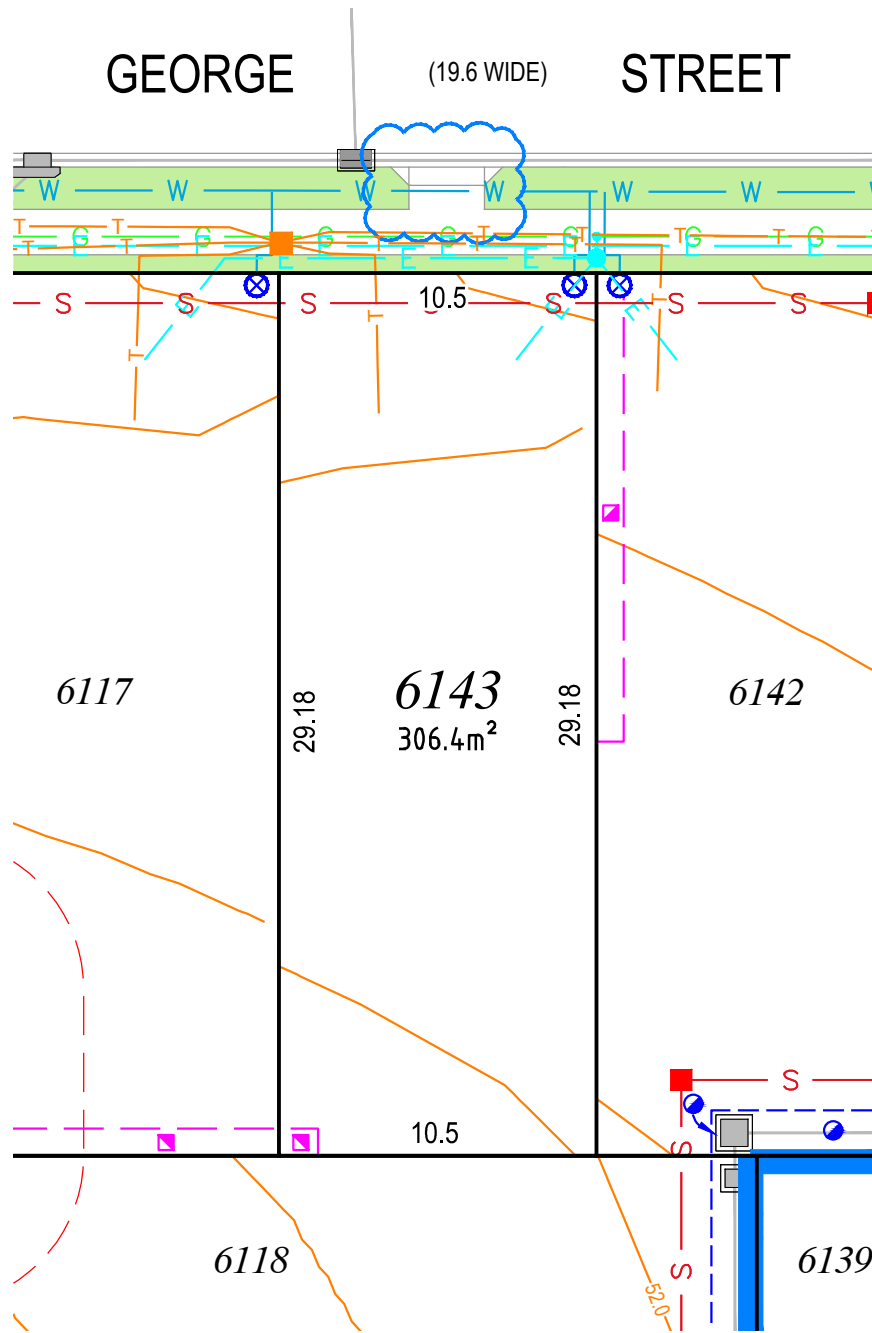 GEORGE (19.6 WIDE) STREET
W W W W W W W
T T T T T T
G G G G G G G
E E E E
S S S 10.5 S S S S
E E E
T T T
6117 6143 6142
306.4m²
29.18 29.18
10.5
S
S
6118 6139
S
52.0